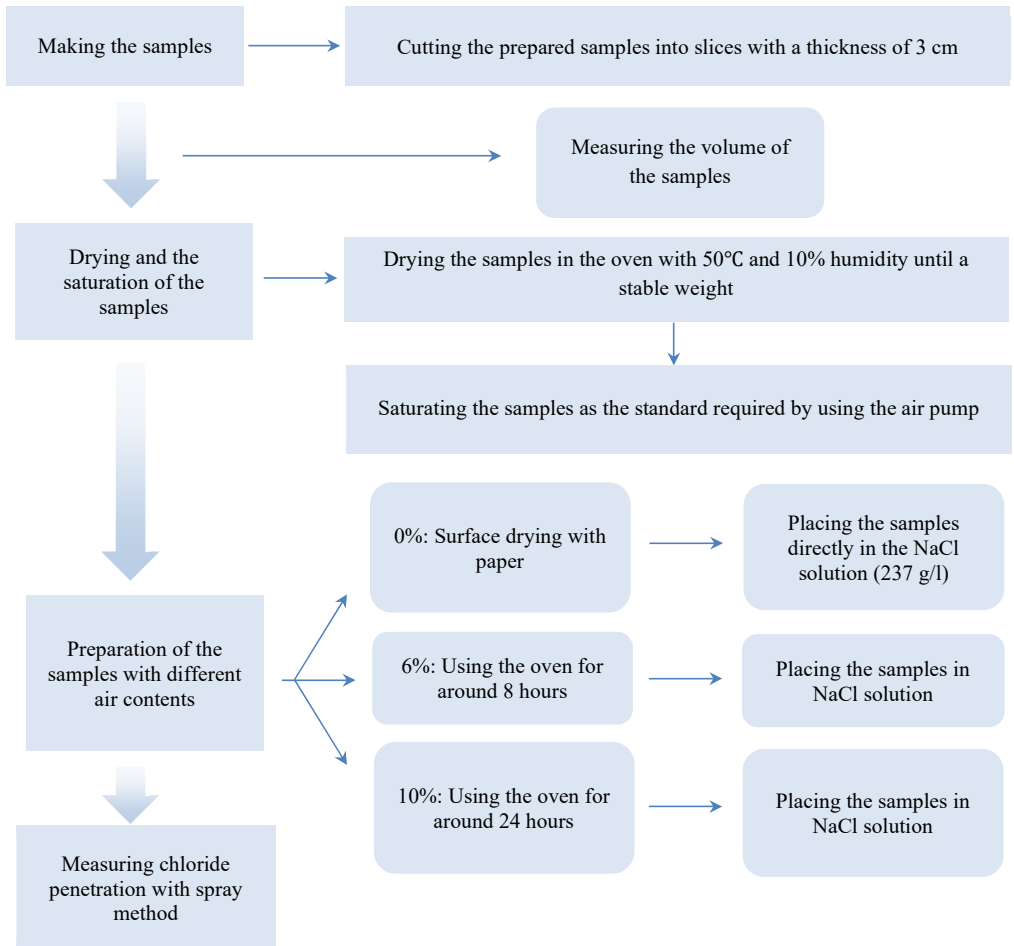 Making the samples
Cutting the prepared samples into slices with a thickness of 3 cm
Measuring the volume of
the samples
Drying and the
saturation of the
samples
Drying the samples in the oven with 50℃ and 10% humidity until a
stable weight
Saturating the samples as the standard required by using the air pump
0%: Surface drying with
paper
Placing the samples
directly in the NaCl
solution (237 g/l)
Preparation of the
samples with different
air contents
6%: Using the oven for
around 8 hours
Placing the samples in
NaCl solution
10%: Using the oven for
around 24 hours
Placing the samples in
NaCl solution
Measuring chloride
penetration with spray
method